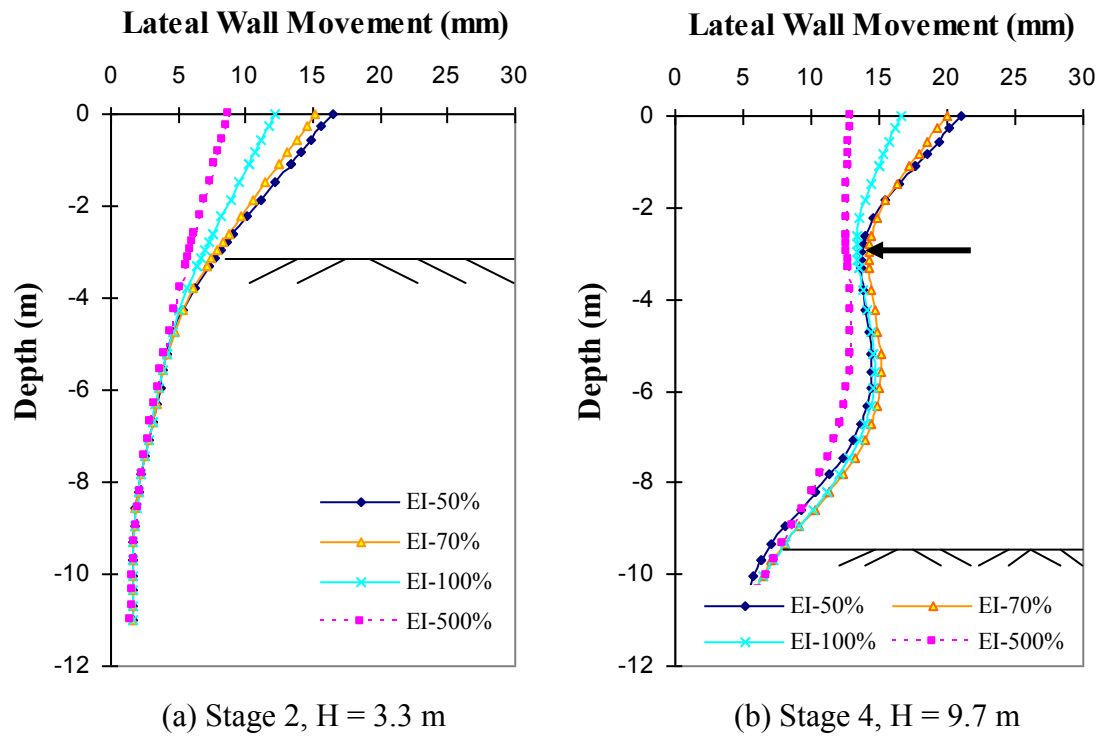 Lateal Wall Movement (mm)
0 5 10 15 20 25 30
0
-2
-4
-6
-8
-10
-12
Depth (m)
EI-50%
EI-70%
EI-100%
EI-500%
(a) Stage 2, H = 3.3 m
Lateal Wall Movement (mm)
0 5 10 15 20 25 30
0
-2
-4
-6
-8
-10
-12
Depth (m)
EI-50% EI-70%
EI-100% EI-500%
(b) Stage 4, H = 9.7 m